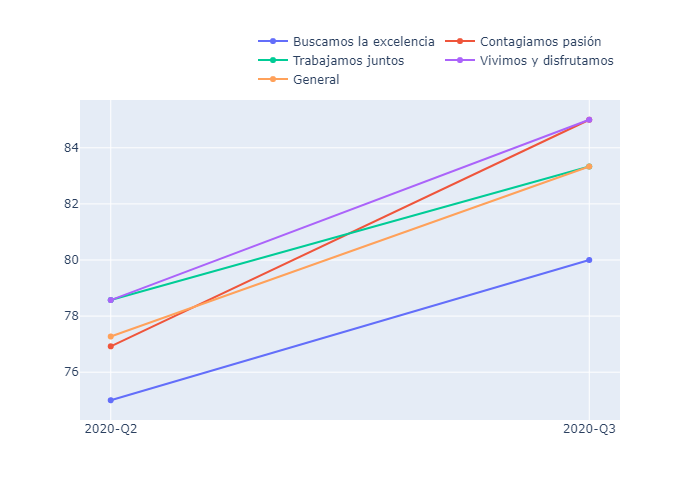 Buscamos la excelencia Contagiamos pasión
Trabajamos juntos Vivimos y disfrutamos
General
84
82
80
78
76
2020-Q2 2020-Q3